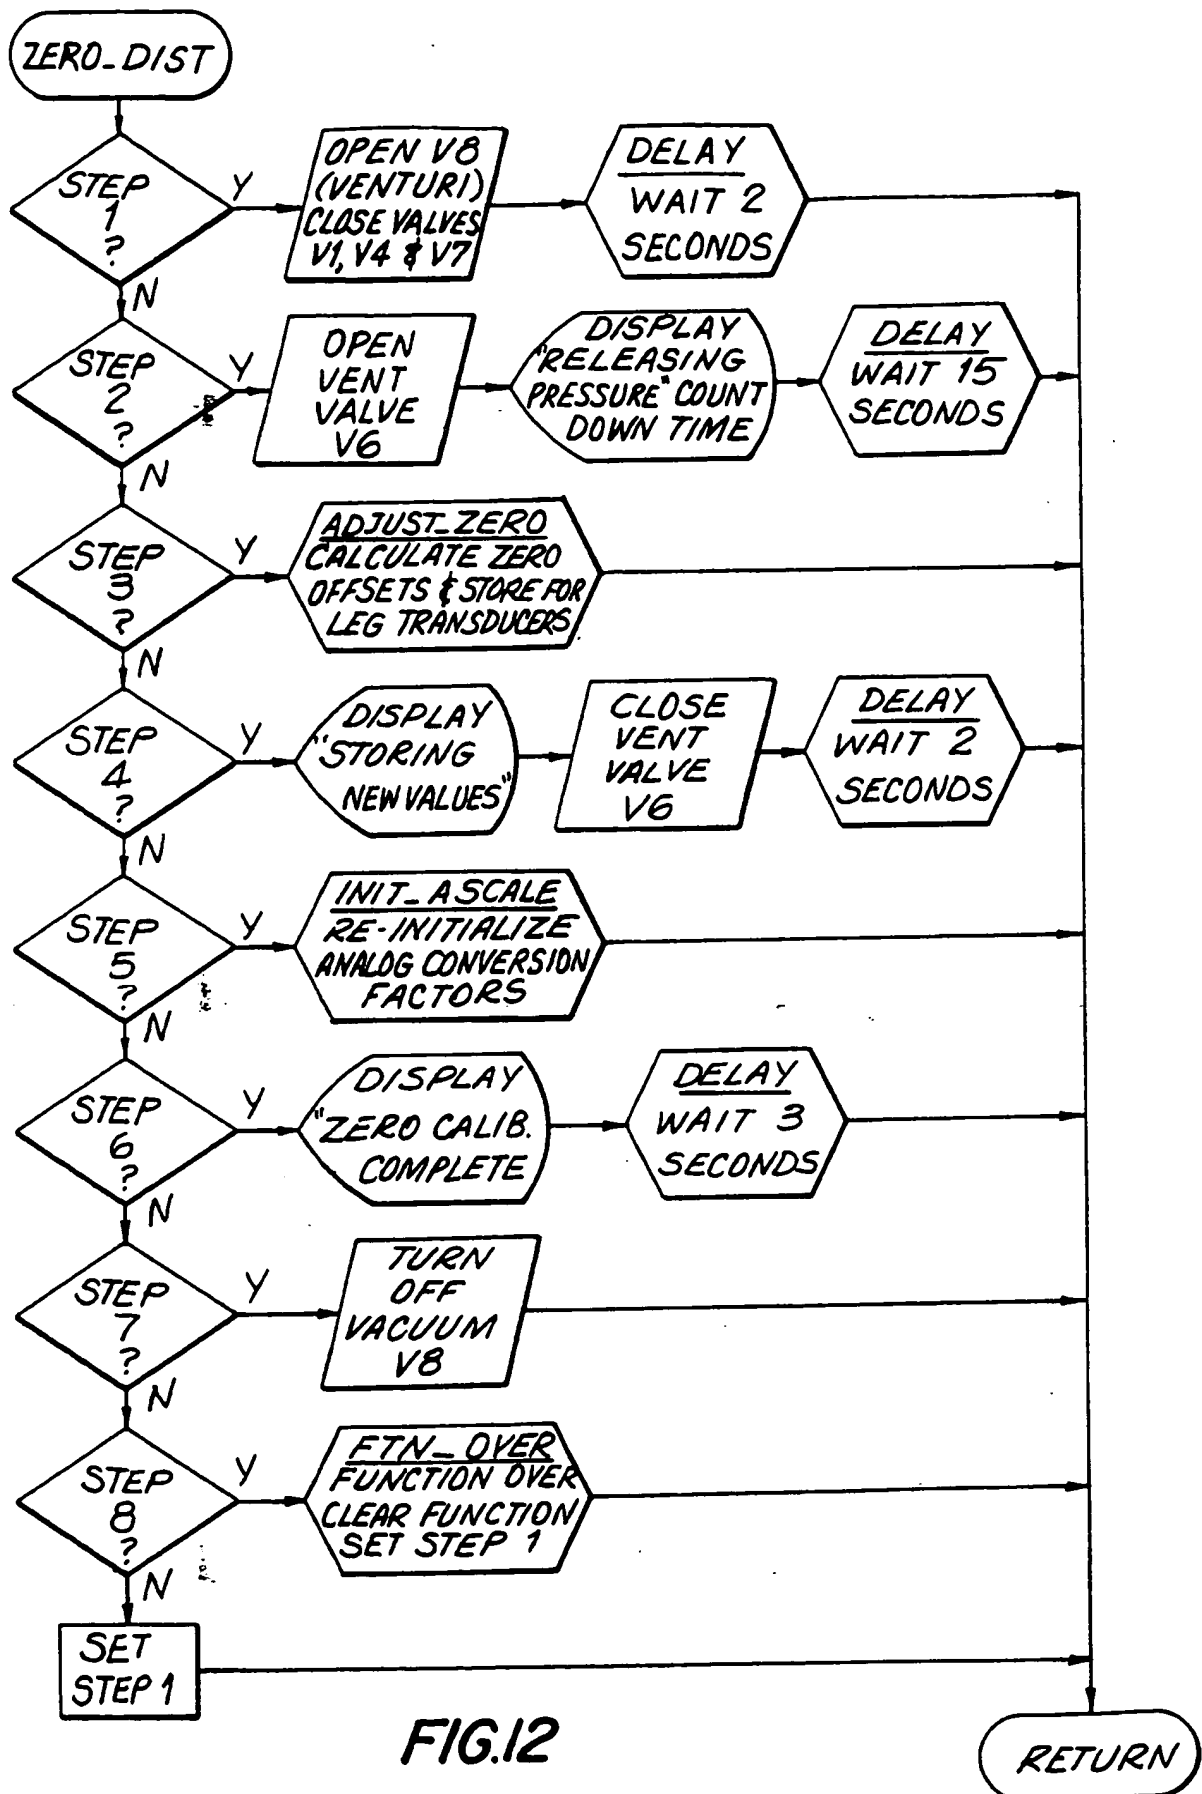 ZERO_DIST
STEP
1
?
Y
OPEN V8
(VENTURI)
CLOSE VALVES
V1, V4 & V7
DELAY
WAIT 2
SECONDS
N
STEP
2
?
Y
OPEN
VENT
VALVE
V6
DISPLAY
"RELEASING
PRESSURE" COUNT
DOWN TIME
DELAY
WAIT 15
SECONDS
N
STEP
3
?
Y
ADJUST_ZERO
CALCULATE ZERO
OFFSETS & STORE FOR
LEG TRANSDUCERS
N
STEP
4
?
Y
DISPLAY
"STORING
NEW VALUES"
CLOSE
VENT
VALVE
V6
DELAY
WAIT 2
SECONDS
N
STEP
5
?
Y
INIT_ASCALE
RE-INITIALIZE
ANALOG CONVERSION
FACTORS
N
STEP
6
?
Y
DISPLAY
"ZERO CALIB.
COMPLETE
DELAY
WAIT 3
SECONDS
N
STEP
7
?
Y
TURN
OFF
VACUUM
V8
N
STEP
8
?
Y
FTN_OVER
FUNCTION OVER
CLEAR FUNCTION
SET STEP 1
N
SET
STEP 1
RETURN
FIG.12